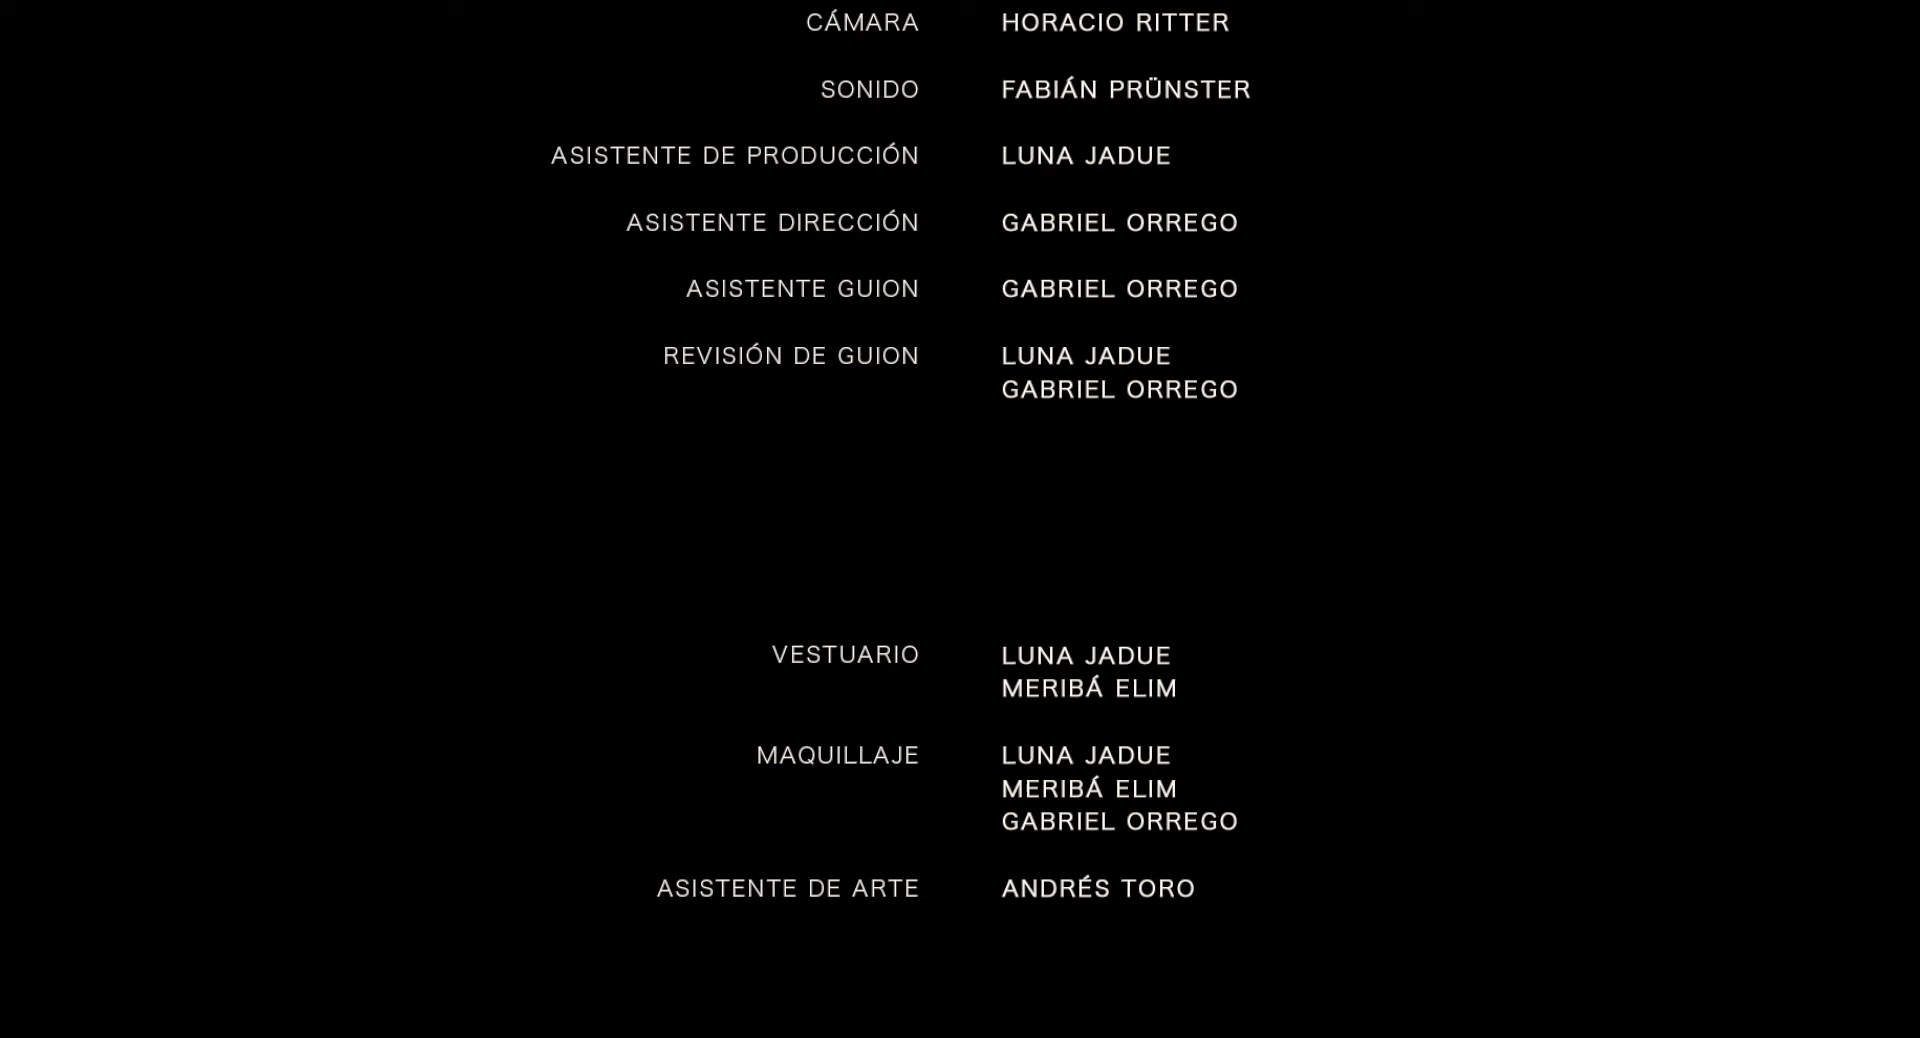 CÁMARA HORACIO RITTER
SONIDO FABIÁN PRÜNSTER
ASISTENTE DE PRODUCCIÓN LUNA JADUE
ASISTENTE DIRECCIÓN GABRIEL ORREGO
ASISTENTE GUION GABRIEL ORREGO
REVISIÓN DE GUION LUNA JADUE
GABRIEL ORREGO
VESTUARIO LUNA JADUE
MERIBÁ ELIM
MAQUILLAJE LUNA JADUE
MERIBÁ ELIM
GABRIEL ORREGO
ASISTENTE DE ARTE ANDRÉS TORO